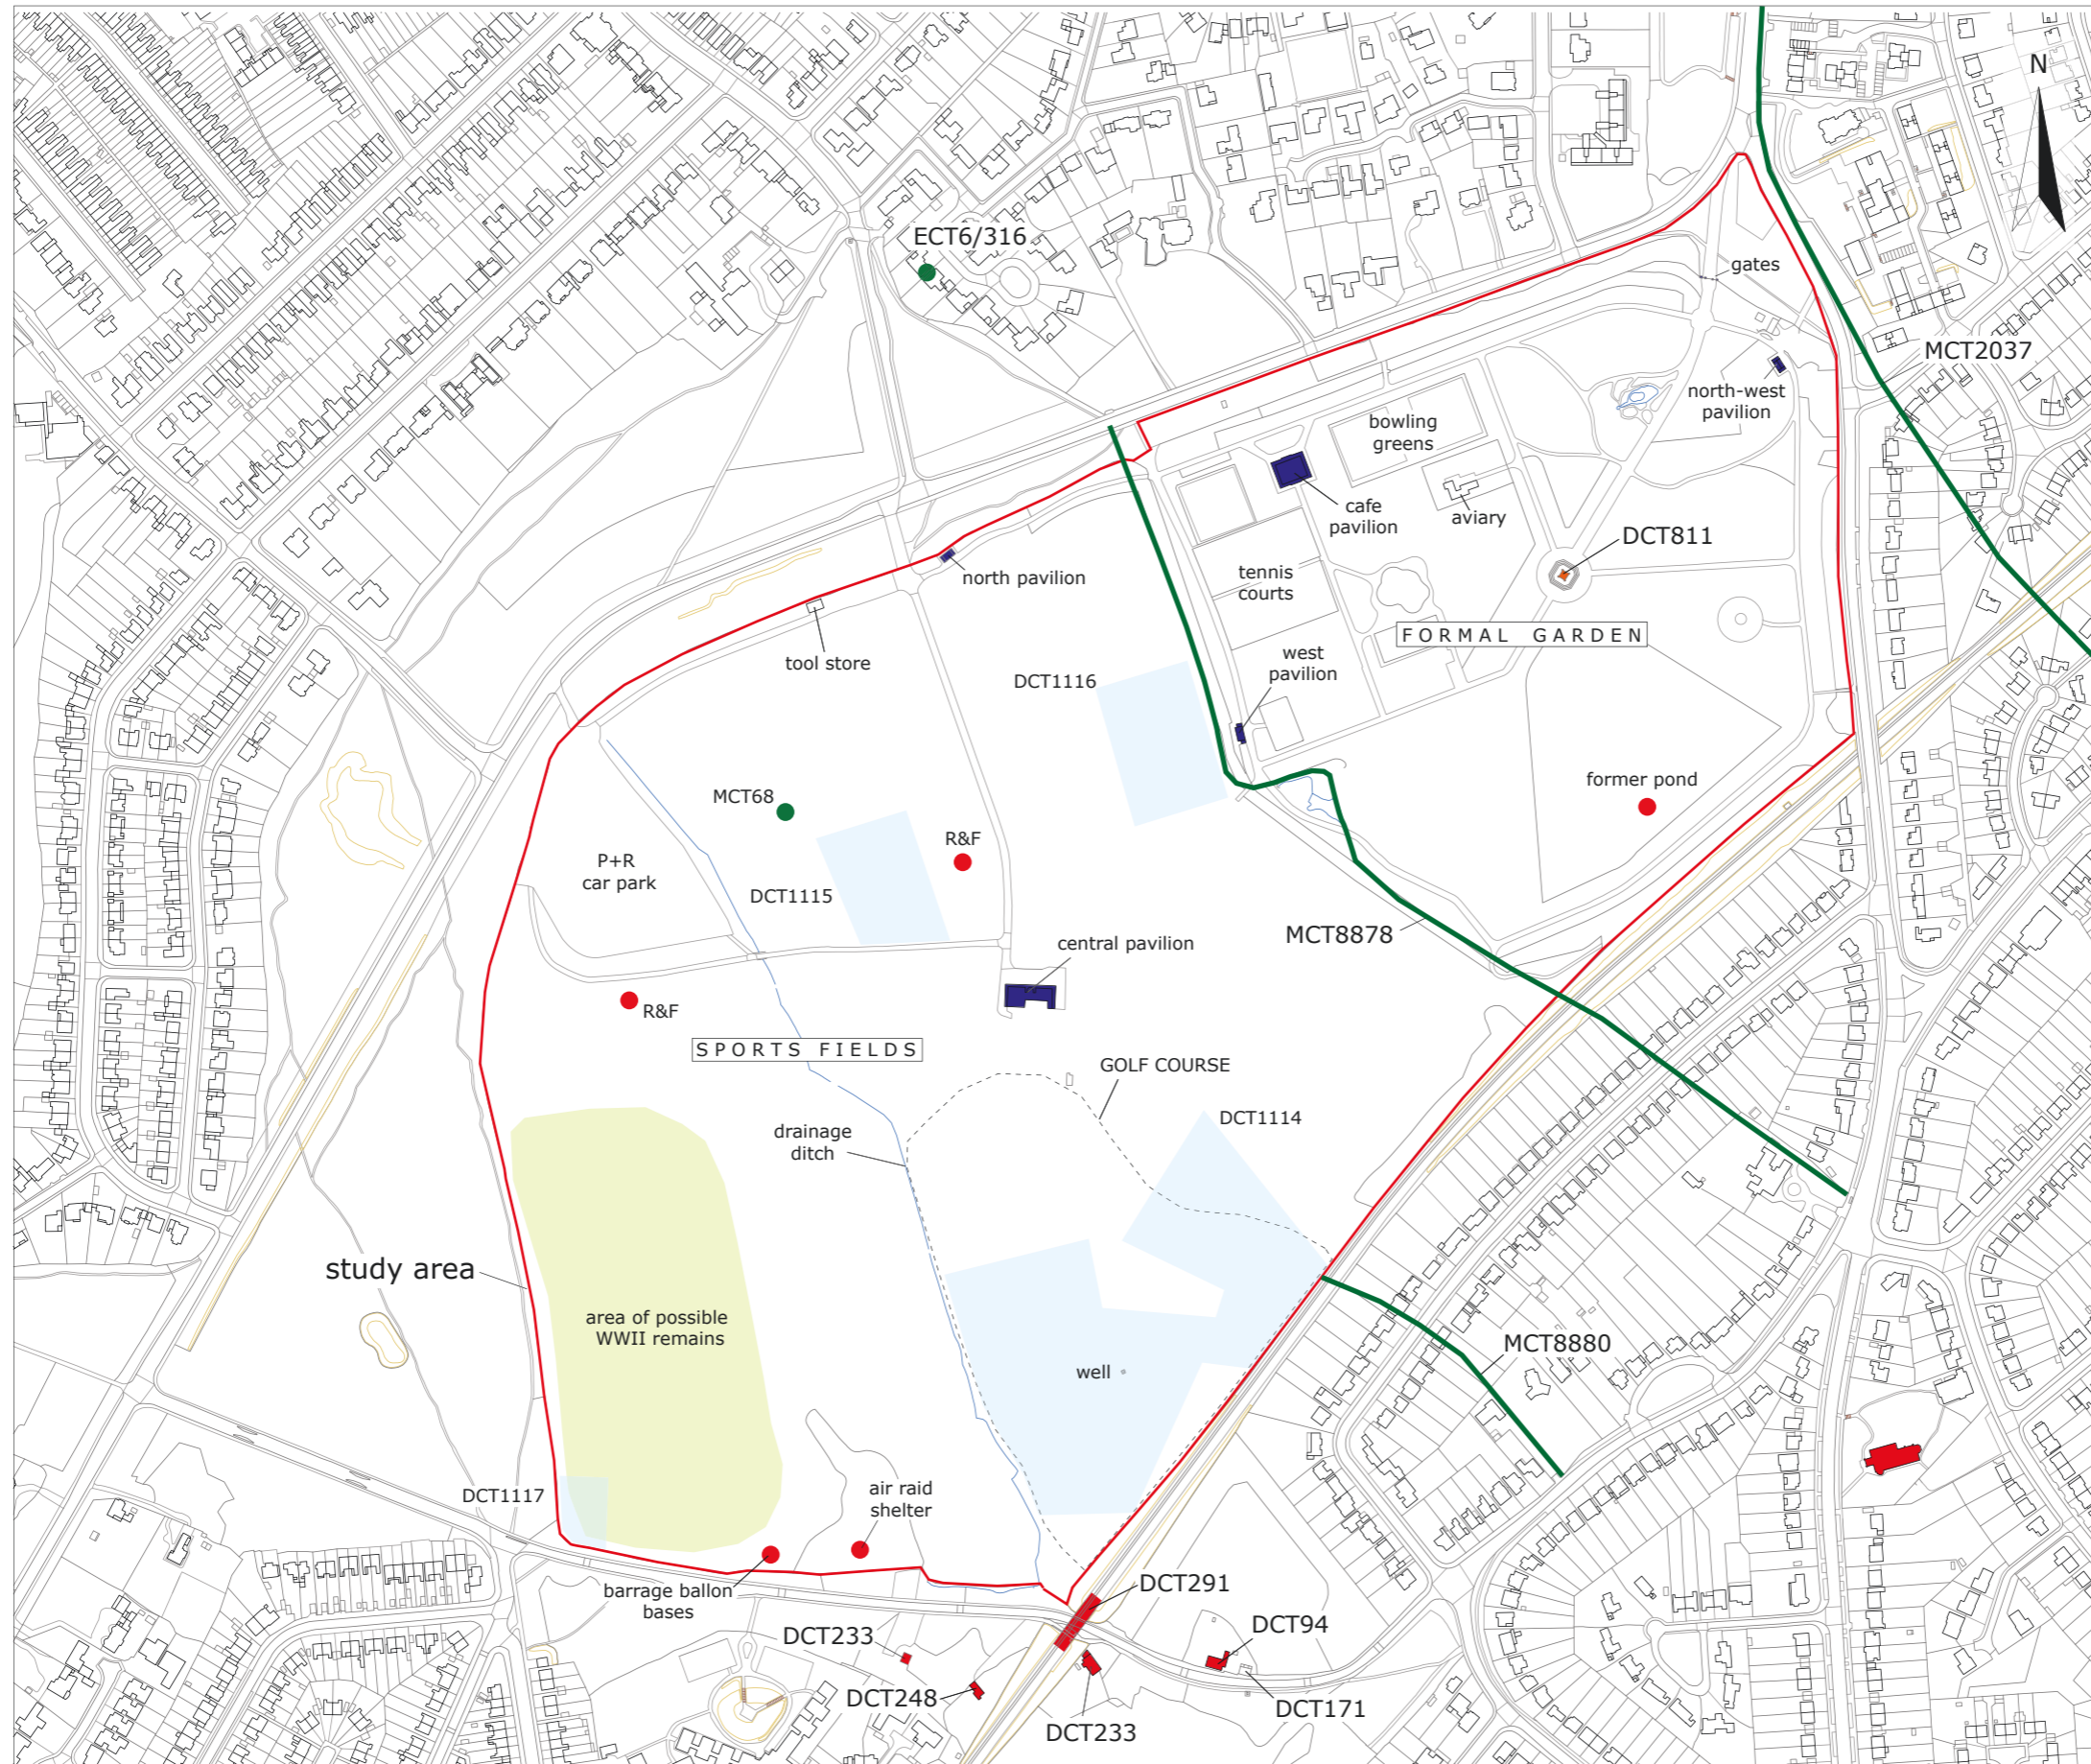 N
ECT6/316
gates
MCT2037
north-west
pavilion
bowling
greens
cafe
pavilion
aviary
DCT811
north pavilion
tennis
courts
FORMAL GARDEN
tool store
west
pavilion
DCT1116
former pond
MCT68
R&F
P+R
car park
DCT1115
MCT8878
central pavilion
R&F
SPORTS FIELDS
GOLF COURSE
DCT1114
drainage
ditch
study area
area of possible
WWII remains
MCT8880
well
DCT1117
air raid
shelter
barrage ballon
bases
DCT291
DCT233
DCT94
DCT248
DCT171
DCT233